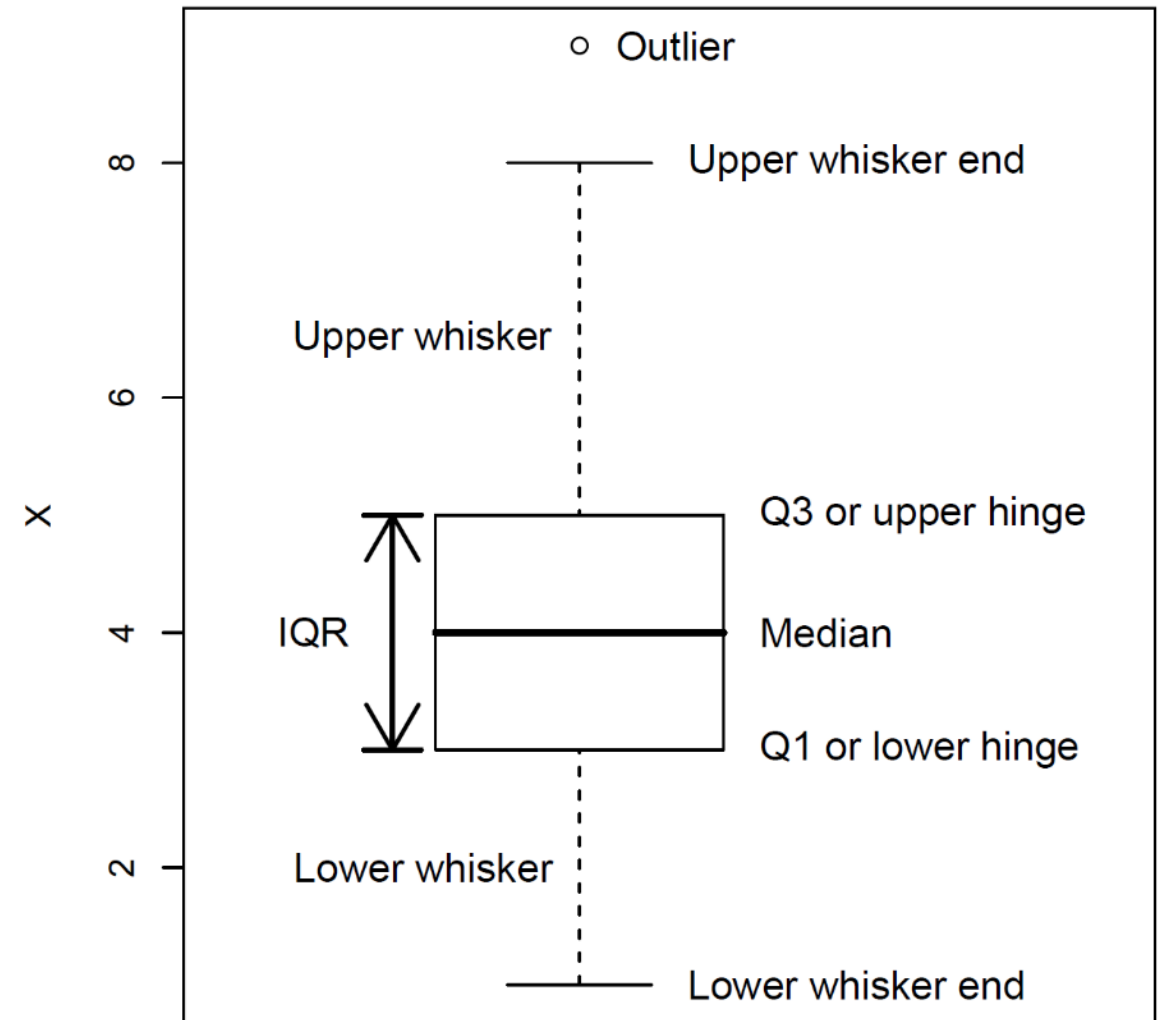 Outlier
8
Upper whisker end
Upper whisker
6
Q3 or upper hinge
X
IQR
4
Median
Q1 or lower hinge
Lower whisker
2
Lower whisker end